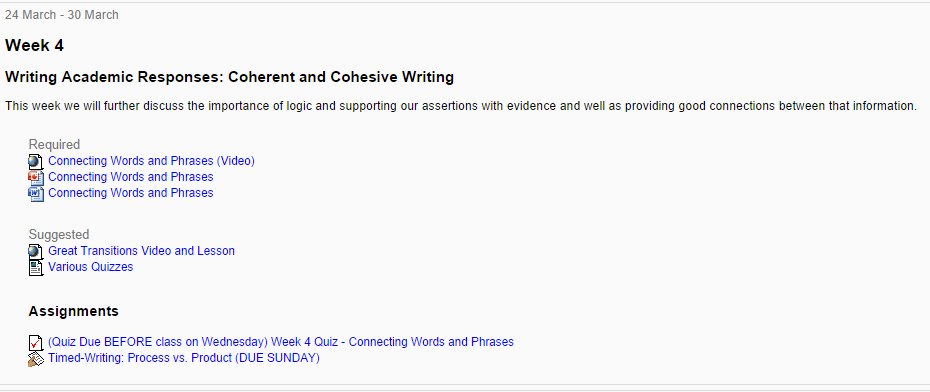 24 March - 30 March
Week 4
Writing Academic Responses: Coherent and Cohesive Writing
This week we will further discuss the importance of logic and supporting our assertions with evidence and well as providing good connections between that information.
Required
Connecting Words and Phrases (Video)
Connecting Words and Phrases
Connecting Words and Phrases
Suggested
Great Transitions Video and Lesson
Various Quizzes
Assignments
(Quiz Due BEFORE class on Wednesday) Week 4 Quiz - Connecting Words and Phrases
Timed-Writing: Process vs. Product (DUE SUNDAY)